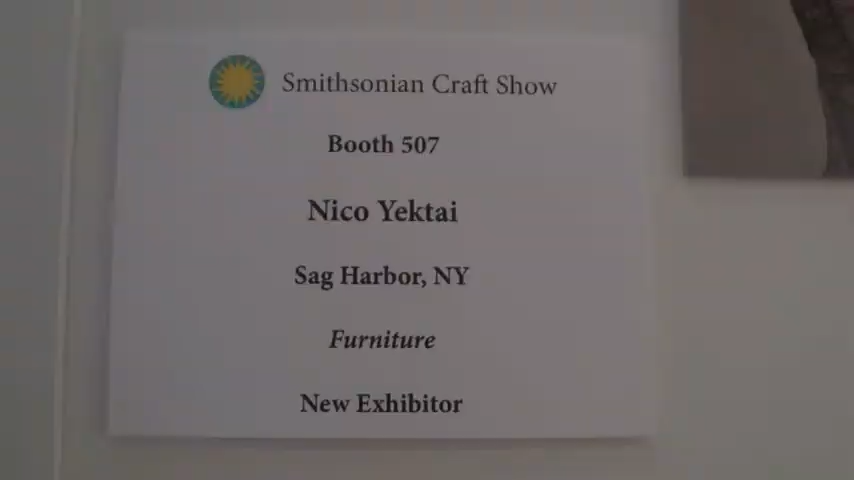 Smithsonian Craft Show
Booth 507
Nico Yektai
Sag Harbor, NY
Furniture
New Exhibitor